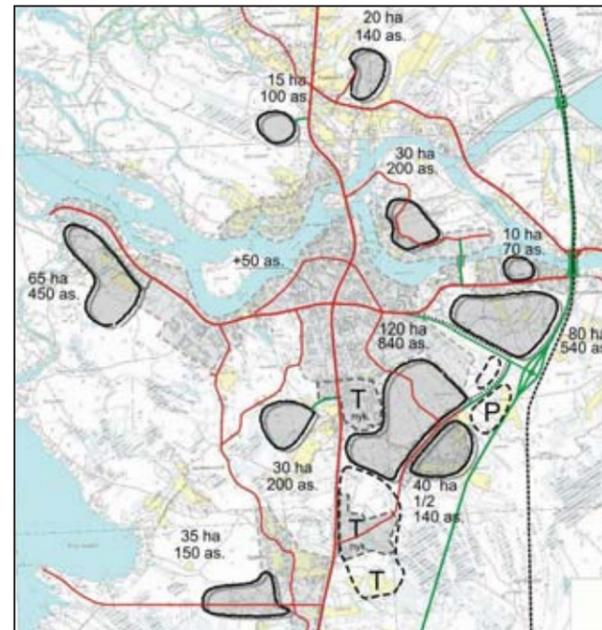 20 ha
140 as.
15 ha
100 as.
30 ha
200 as.
10 ha
70 as.
+50 as.
65 ha
450 as.
120 ha
840 as.
80 ha
540 as.
T
nyk.
P
30 ha
200 as.
40 ha
1/2
140 as.
T
nyk.
35 ha
150 as.
T